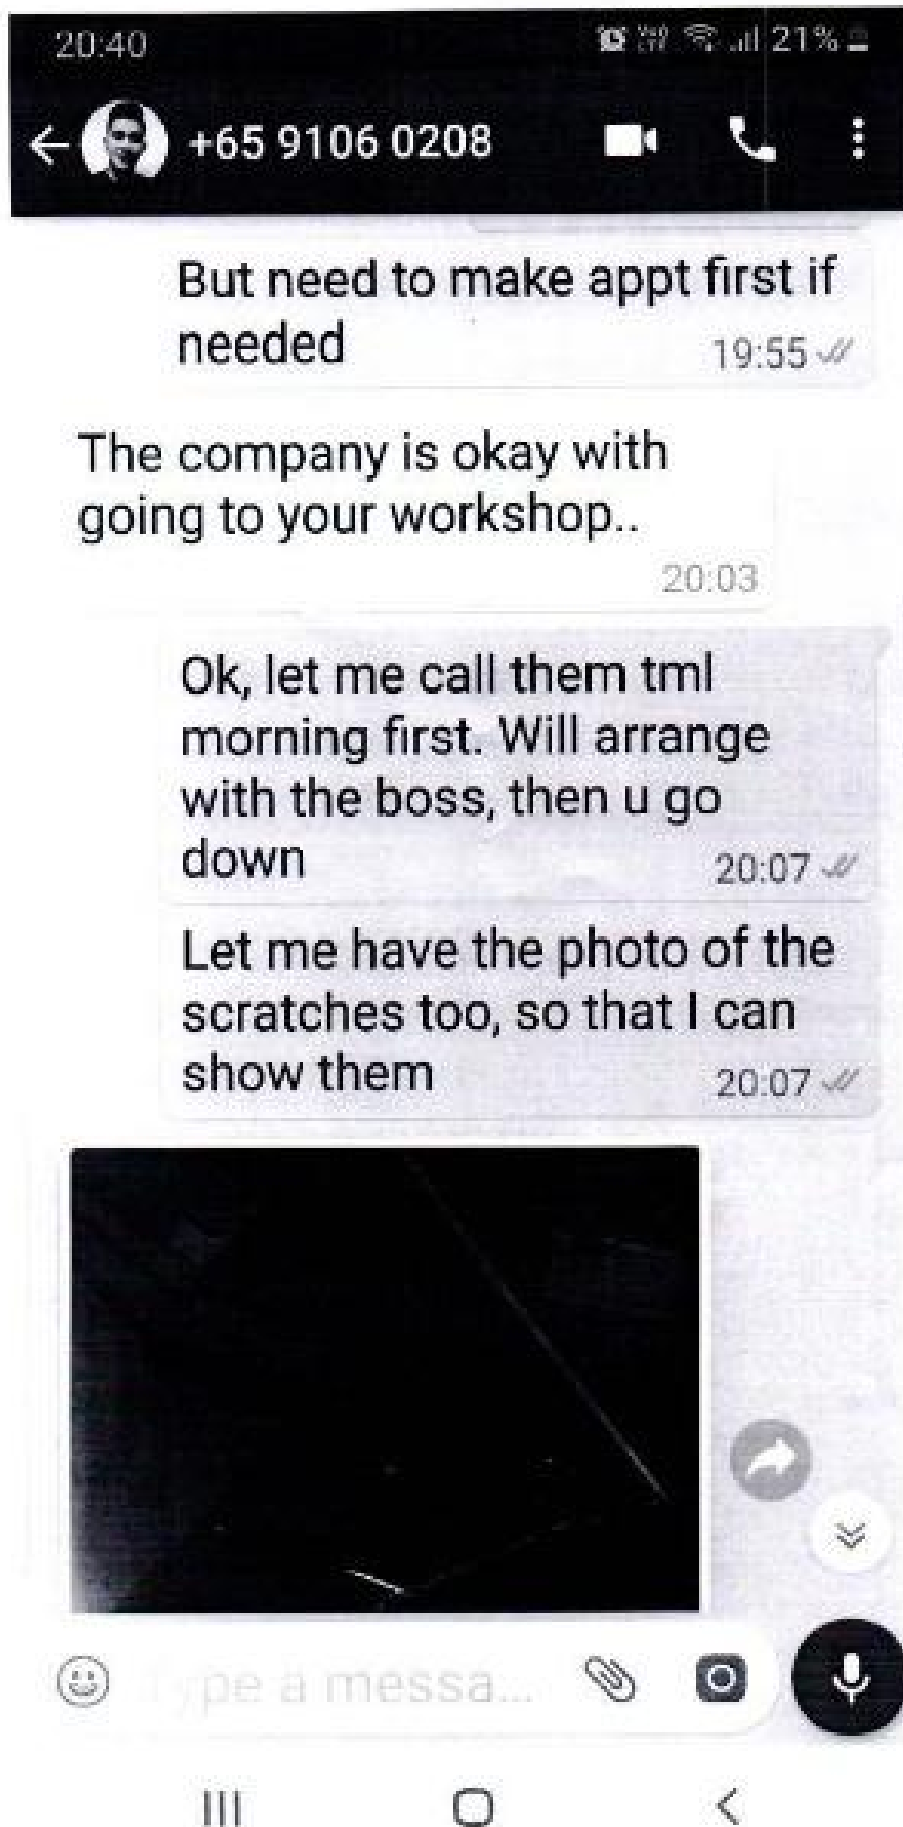 20:40 21%
+65 9106 0208
But need to make appt first if
needed 19:55
The company is okay with
going to your workshop..
20:03
Ok, let me call them tml
morning first. Will arrange
with the boss, then u go
down 20:07
Let me have the photo of the
scratches too, so that I can
show them 20:07
ype a messa...